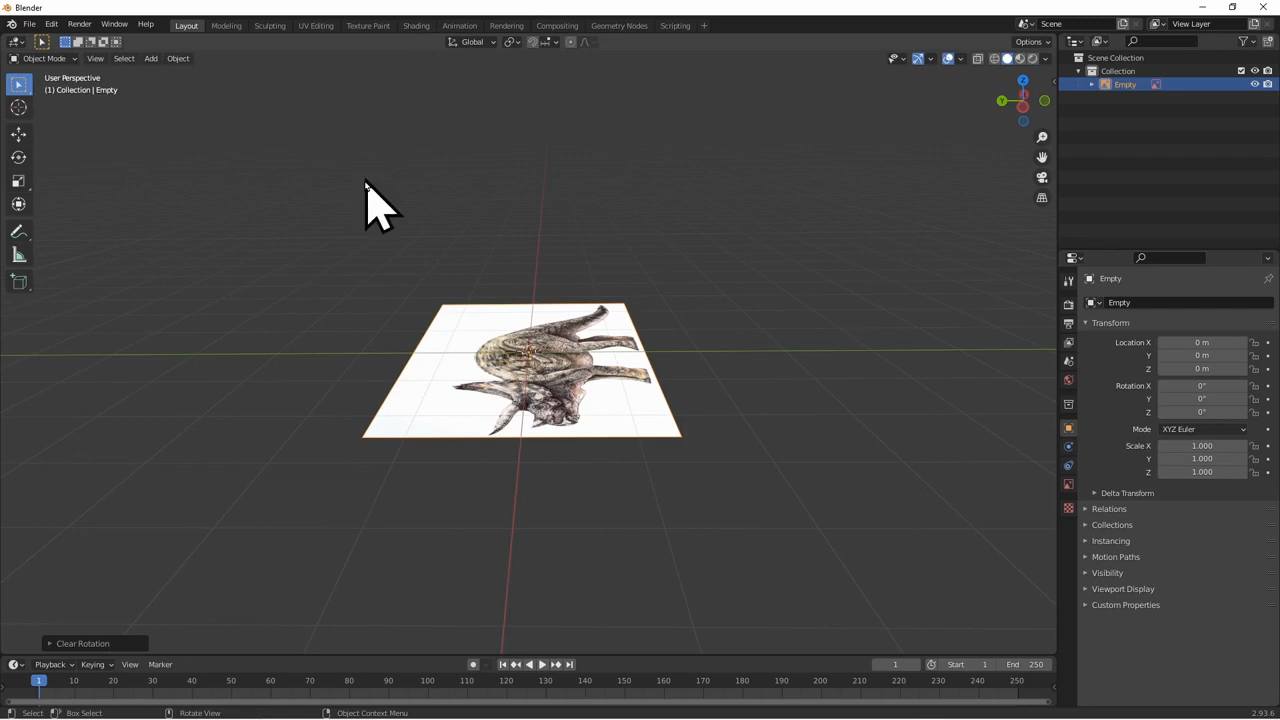 Blender
File Edit Render Window Help Layout Modeling Sculpting UV Editing Texture Paint Shading Animation Rendering Compositing Geometry Nodes Scripting + Scene View Layer
Global Options
Object Mode View Select Add Object
User Perspective
(1) Collection | Empty
Z
Y
Scene Collection
Collection
Empty
Empty
Empty
Transform
Location X 0 m
Y 0 m
Z 0 m
Rotation X 0°
Y 0°
Z 0°
Mode XYZ Euler
Scale X 1.000
Y 1.000
Z 1.000
Delta Transform
Relations
Collections
Instancing
Motion Paths
Visibility
Viewport Display
Custom Properties
Clear Rotation
Playback Keying View Marker 1 Start 1 End 250
1 10 20 30 40 50 60 70 80 90 100 110 120 130 140 150 160 170 180 190 200 210 220 230 240 250
Select Box Select Rotate View Object Context Menu 2.93.6